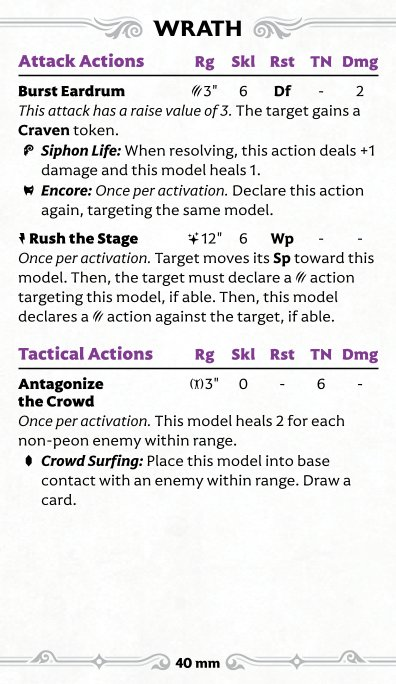 WRATH
Attack Actions Rg Skl Rst TN Dmg
Burst Eardrum 3" 6 Df - 2
This attack has a raise value of 3. The target gains a
Craven token.
Siphon Life: When resolving, this action deals +1
damage and this model heals 1.
Encore: Once per activation. Declare this action
again, targeting the same model.
Rush the Stage 12" 6 Wp - -
Once per activation. Target moves its Sp toward this
model. Then, the target must declare a action
targeting this model, if able. Then, this model
declares a action against the target, if able.
Tactical Actions Rg Skl Rst TN Dmg
Antagonize 3" 0 - 6 -
the Crowd
Once per activation. This model heals 2 for each
non-peon enemy within range.
Crowd Surfing: Place this model into base
contact with an enemy within range. Draw a
card.
40 mm